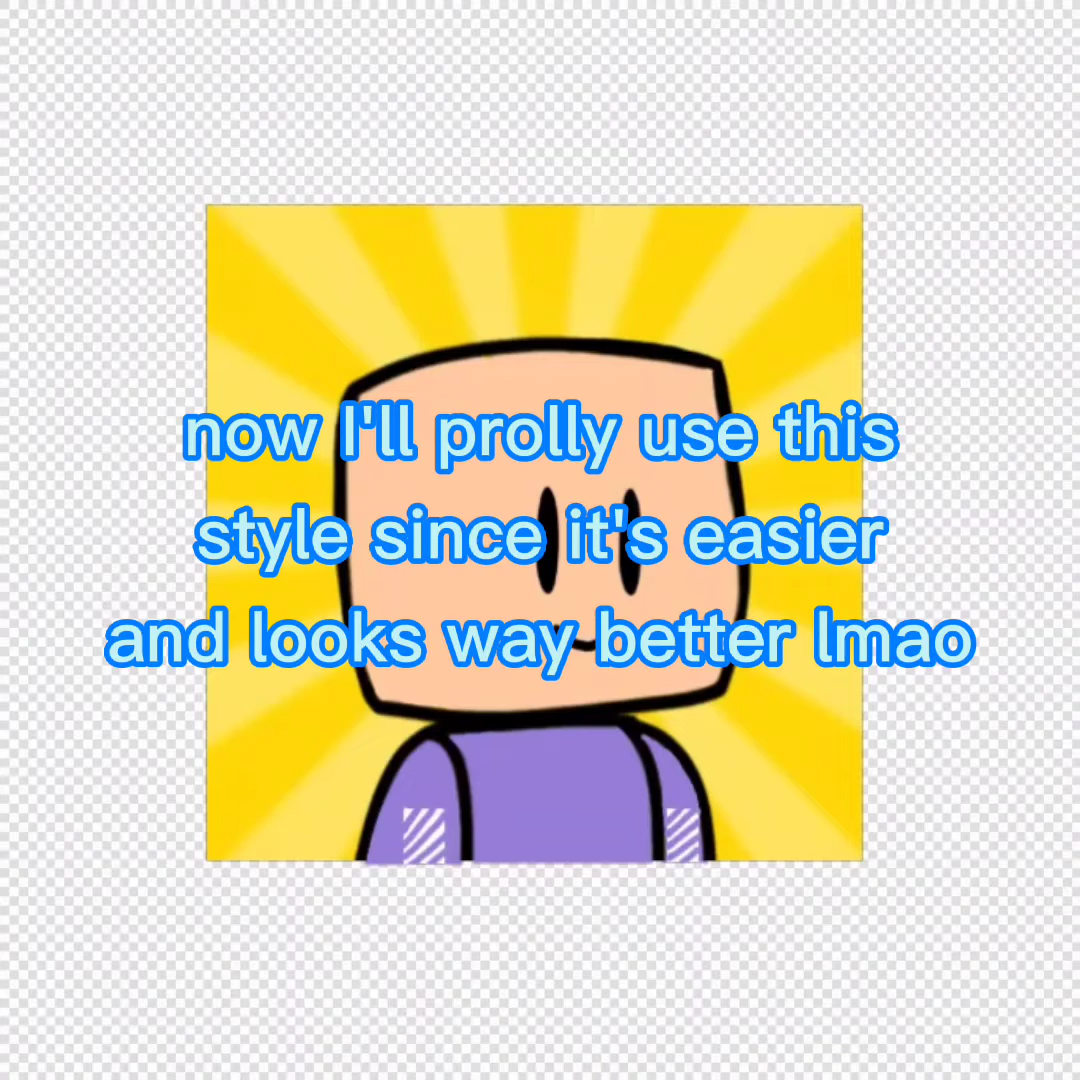 now I'll prolly use this
style since it's easier
and looks way better lmao